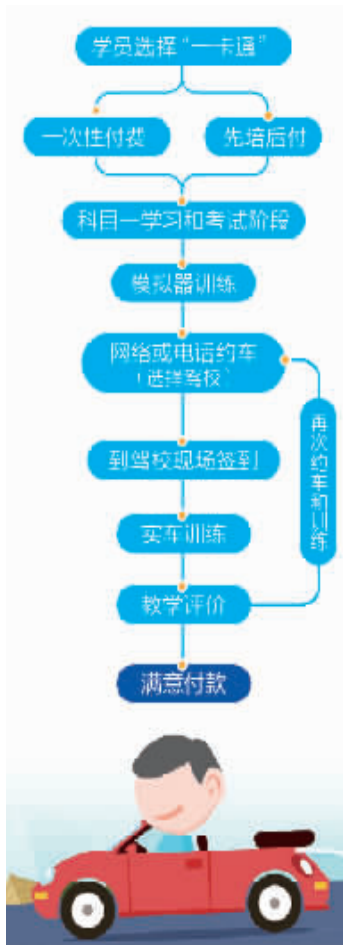 学员选择“一卡通”
一次性付费
先培后付
科目一学习和考试阶段
模拟器训练
网络或电话约车
（选择驾校）
再次约车和训练
到驾校现场签到
实车训练
教学评价
满意付款